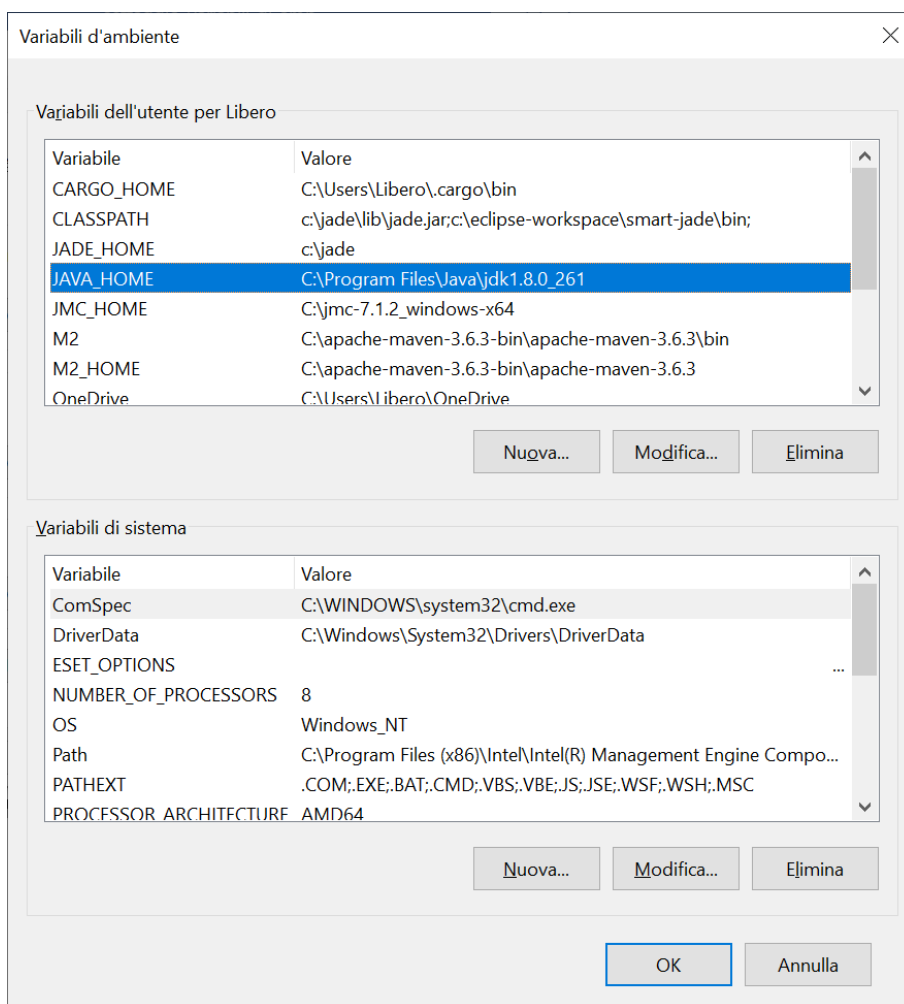 Variabili d'ambiente
Variabili dell'utente per Libero
Variabile Valore
CARGO_HOME C:\Users\Libero\.cargo\bin
CLASSPATH c:\jade\lib\jade.jar;c:\eclipse-workspace\smart-jade\bin;
JADE_HOME c:\jade
JAVA_HOME C:\Program Files\Java\jdk1.8.0_261
JMC_HOME C:\jmc-7.1.2_windows-x64
M2 C:\apache-maven-3.6.3-bin\apache-maven-3.6.3\bin
M2_HOME C:\apache-maven-3.6.3-bin\apache-maven-3.6.3
OneDrive C:\Users\Libero\OneDrive
Nuova... Modifica... Elimina
Variabili di sistema
Variabile Valore
ComSpec C:\WINDOWS\system32\cmd.exe
DriverData C:\Windows\System32\Drivers\DriverData
ESET_OPTIONS ...
NUMBER_OF_PROCESSORS 8
OS Windows_NT
Path C:\Program Files (x86)\Intel\Intel(R) Management Engine Compo...
PATHEXT .COM;.EXE;.BAT;.CMD;.VBS;.VBE;.JS;.JSE;.WSF;.WSH;.MSC
PROCESSOR_ARCHITECTURE AMD64
Nuova... Modifica... Elimina
OK Annulla